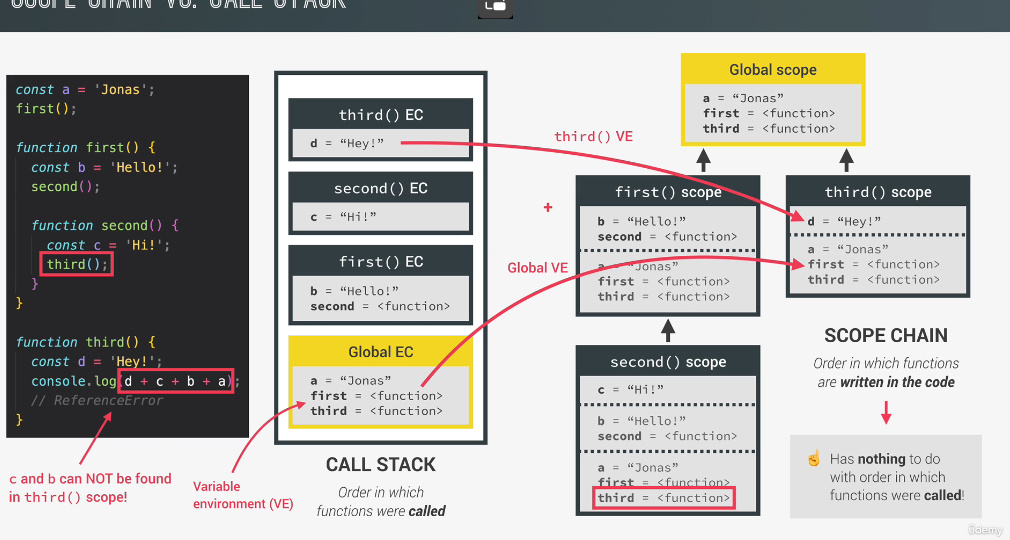 SCOPE CHAIN VS. CALL STACK
const a = 'Jonas';
first();
function first() {
const b = 'Hello!';
second();
function second() {
const c = 'Hi!';
third();
}
}
function third() {
const d = 'Hey!';
console.log(d + c + b + a);
// ReferenceError
}
c and b can NOT be found
in third() scope!
third() EC
d = “Hey!”
second() EC
c = “Hi!”
first() EC
b = “Hello!”
second = <function>
Global EC
a = “Jonas”
first = <function>
third = <function>
Variable
environment (VE)
CALL STACK
Order in which
functions were called
third() VE
+
Global VE
Global scope
a = “Jonas”
first = <function>
third = <function>
first() scope
b = “Hello!”
second = <function>
a = “Jonas”
first = <function>
third = <function>
second() scope
c = “Hi!”
b = “Hello!”
second = <function>
a = “Jonas”
first = <function>
third = <function>
third() scope
d = “Hey!”
a = “Jonas”
first = <function>
third = <function>
SCOPE CHAIN
Order in which functions
are written in the code
☝ Has nothing to do
with order in which
functions were called!
ûdemy